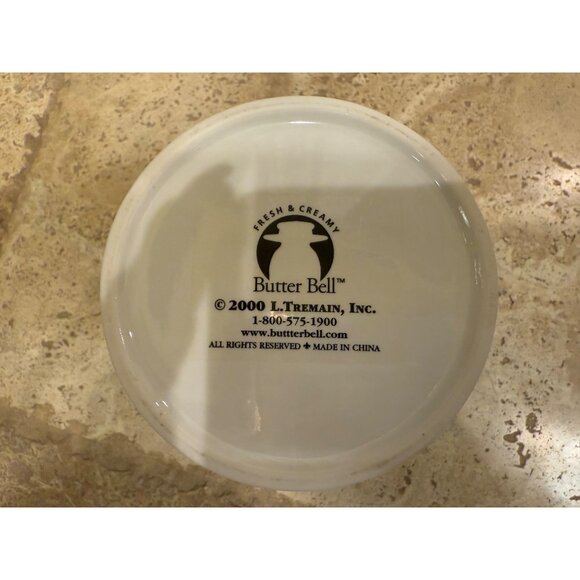 FRESH & CREAMY
Butter Bell™
© 2000 L.TREMAIN, INC.
1-800-575-1900
www.buttterbell.com
ALL RIGHTS RESERVED ⚜ MADE IN CHINA